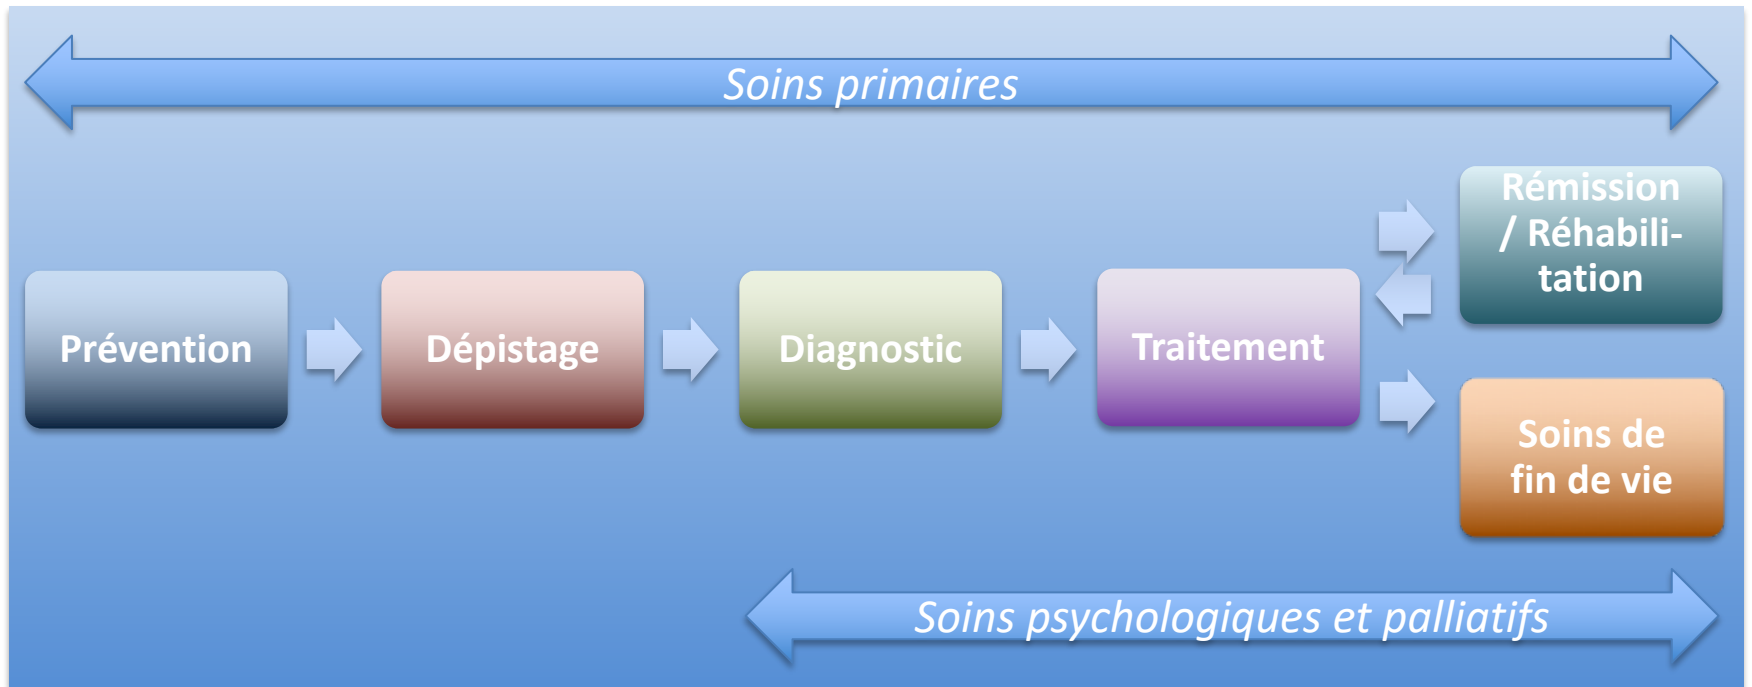 Soins primaires
Prévention
Dépistage
Diagnostic
Traitement
Rémission
/ Réhabili-
tation
Soins de
fin de vie
Soins psychologiques et palliatifs